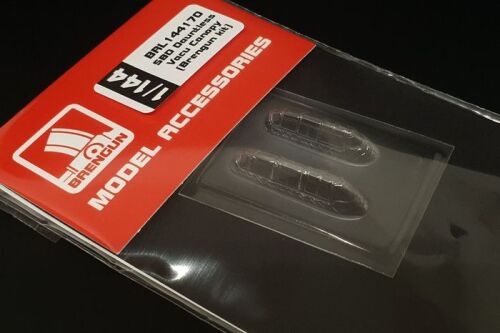 BRL144170
SBD Dauntless
Vacu Canopy
(Brengun kit)
1/144
BRENGUN
MODEL ACCESSORIES